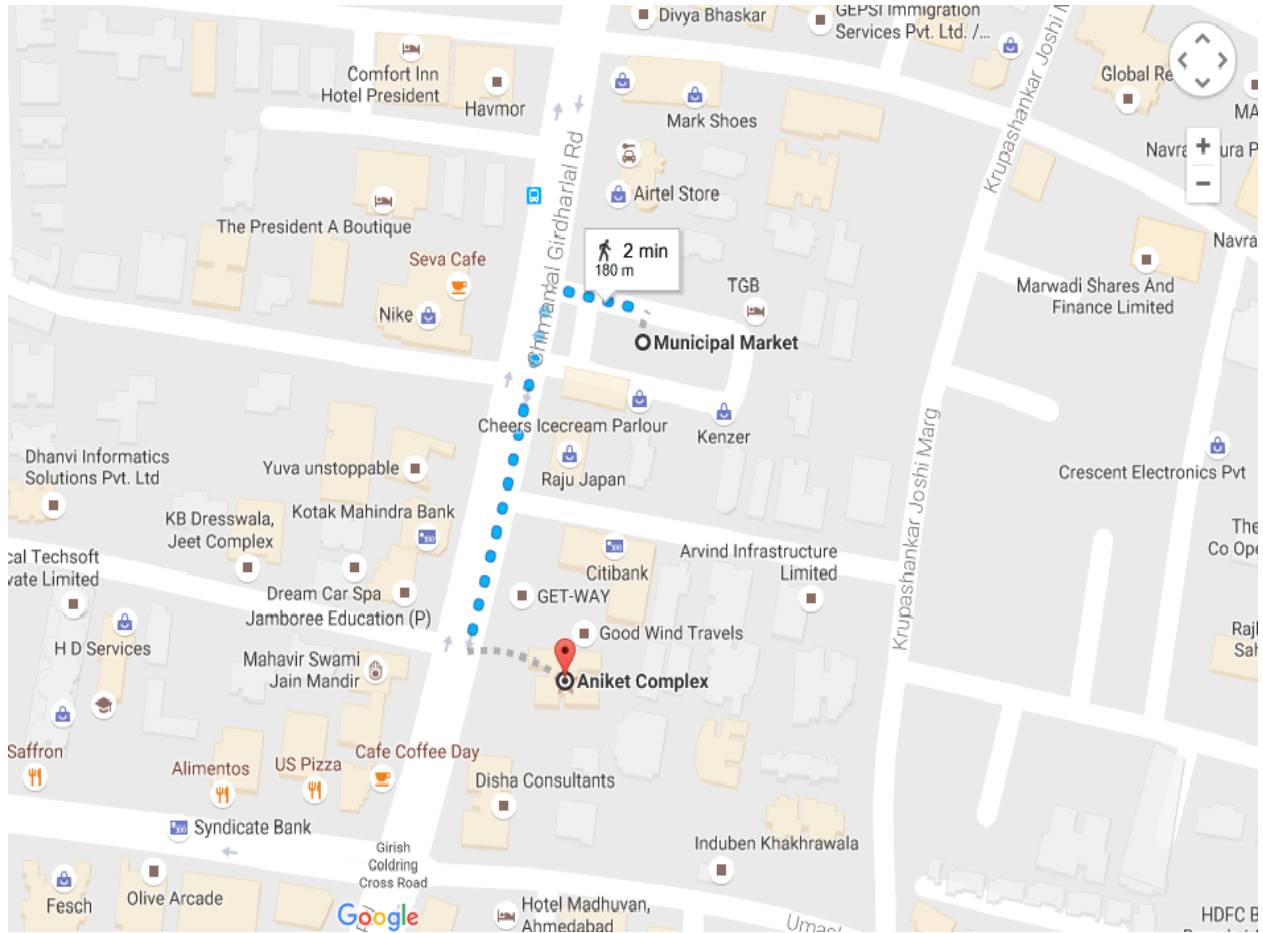 Divya Bhaskar
GEPSI Immigration
Services Pvt. Ltd. /...
Krupashankar Joshi M
Comfort Inn
Hotel President
Havmor
Mark Shoes
Global Re
MA
+
−
Navra
ura P
Chimanlal Girdharlal Rd
Airtel Store
The President A Boutique
Navra
2 min
180 m
Seva Cafe
Nike
TGB
Marwadi Shares And
Finance Limited
Municipal Market
Cheers Icecream Parlour
Kenzer
Raju Japan
Yuva unstoppable
Dhanvi Informatics
Solutions Pvt. Ltd
Crescent Electronics Pvt
Krupashankar Joshi Marg
Kotak Mahindra Bank
KB Dresswala,
Jeet Complex
The
Co Ope
cal Techsoft
vate Limited
Arvind Infrastructure
Limited
Citibank
Dream Car Spa
GET-WAY
Jamboree Education (P)
Good Wind Travels
H D Services
Rajl
Sah
Mahavir Swami
Jain Mandir
Aniket Complex
Saffron
Alimentos
US Pizza
Cafe Coffee Day
Disha Consultants
Syndicate Bank
Induben Khakhrawala
Girish
Coldring
Cross Road
Fesch
Olive Arcade
Google
Hotel Madhuvan,
Ahmedabad
Umas
HDFC B